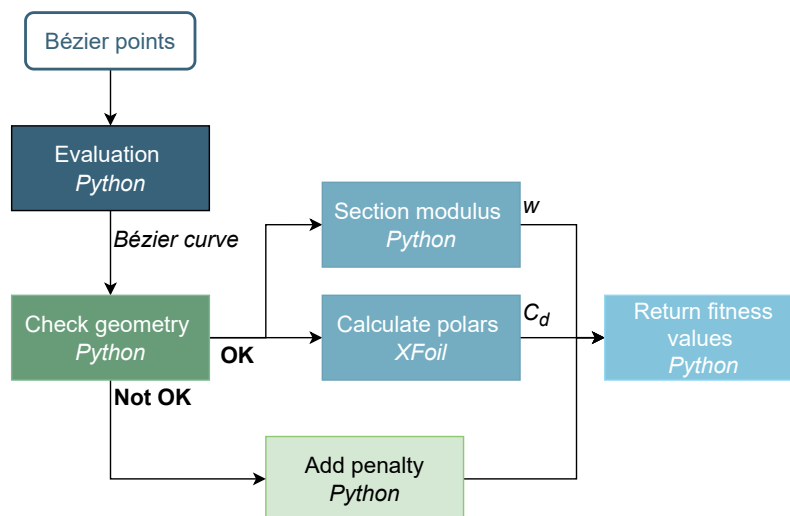 Bézier points
Evaluation
Python
Bézier curve
Check geometry
Python
OK
Not OK
Section modulus
Python
w
Calculate polars
XFoil
C_d
Add penalty
Python
Return fitness
values
Python